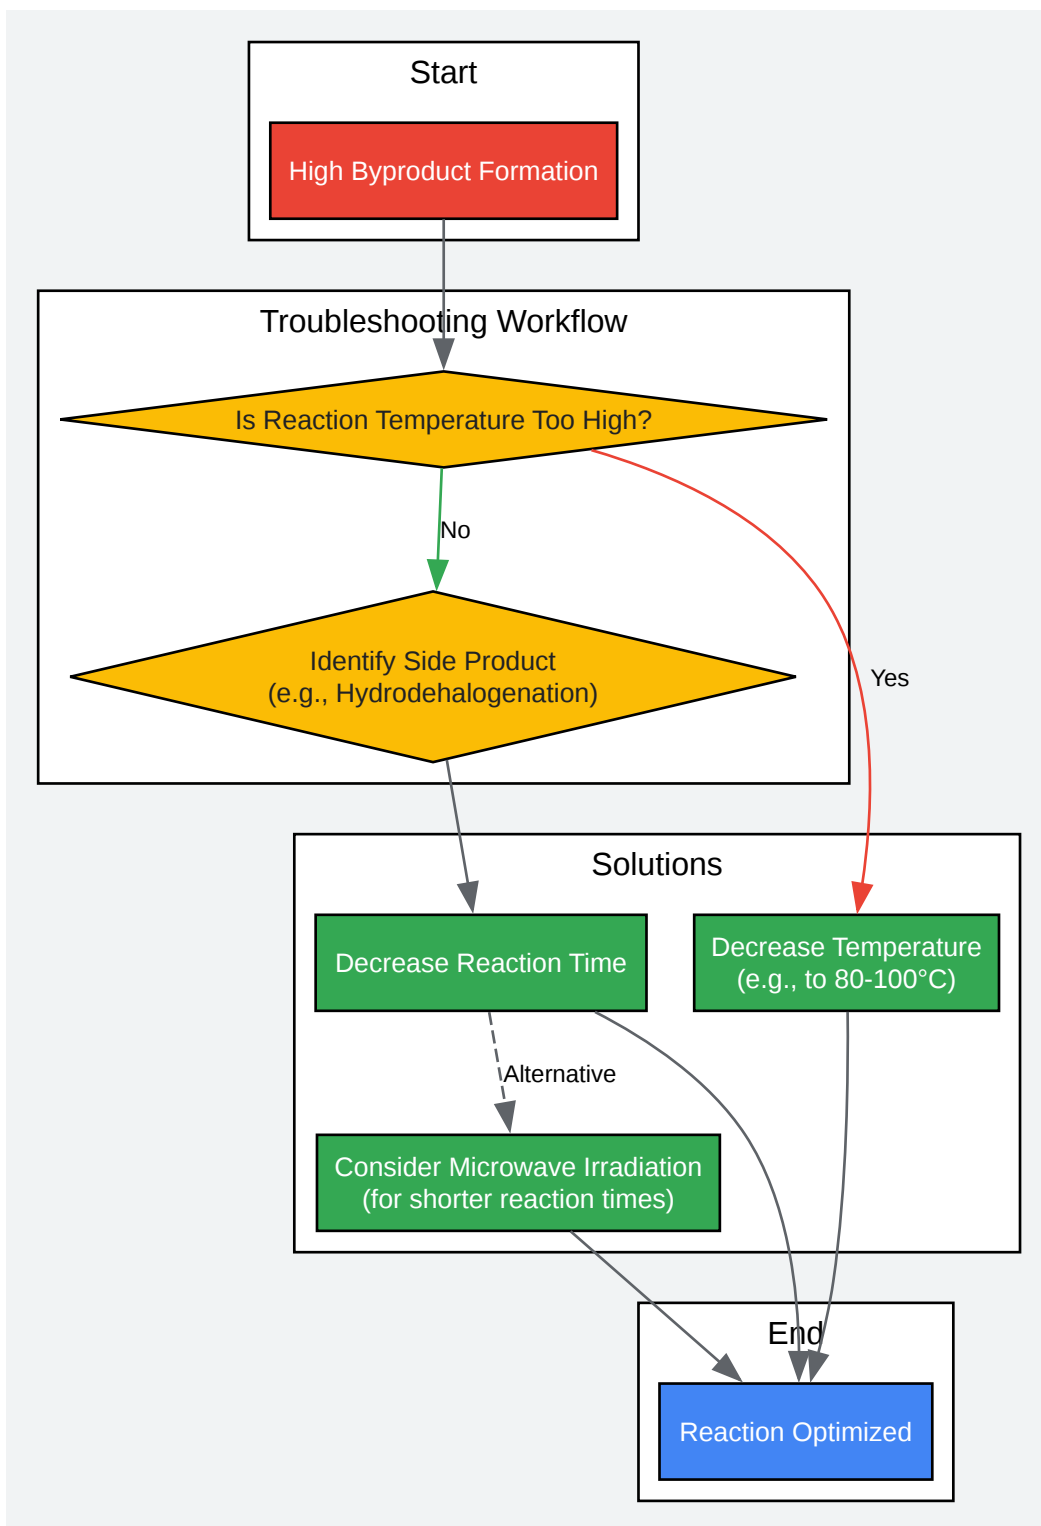 Start
High Byproduct Formation
Troubleshooting Workflow
Is Reaction Temperature Too High?
No
Identify Side Product
(e.g., Hydrodehalogenation)
Yes
Solutions
Decrease Reaction Time
Decrease Temperature
(e.g., to 80-100°C)
Alternative
Consider Microwave Irradiation
(for shorter reaction times)
End
Reaction Optimized